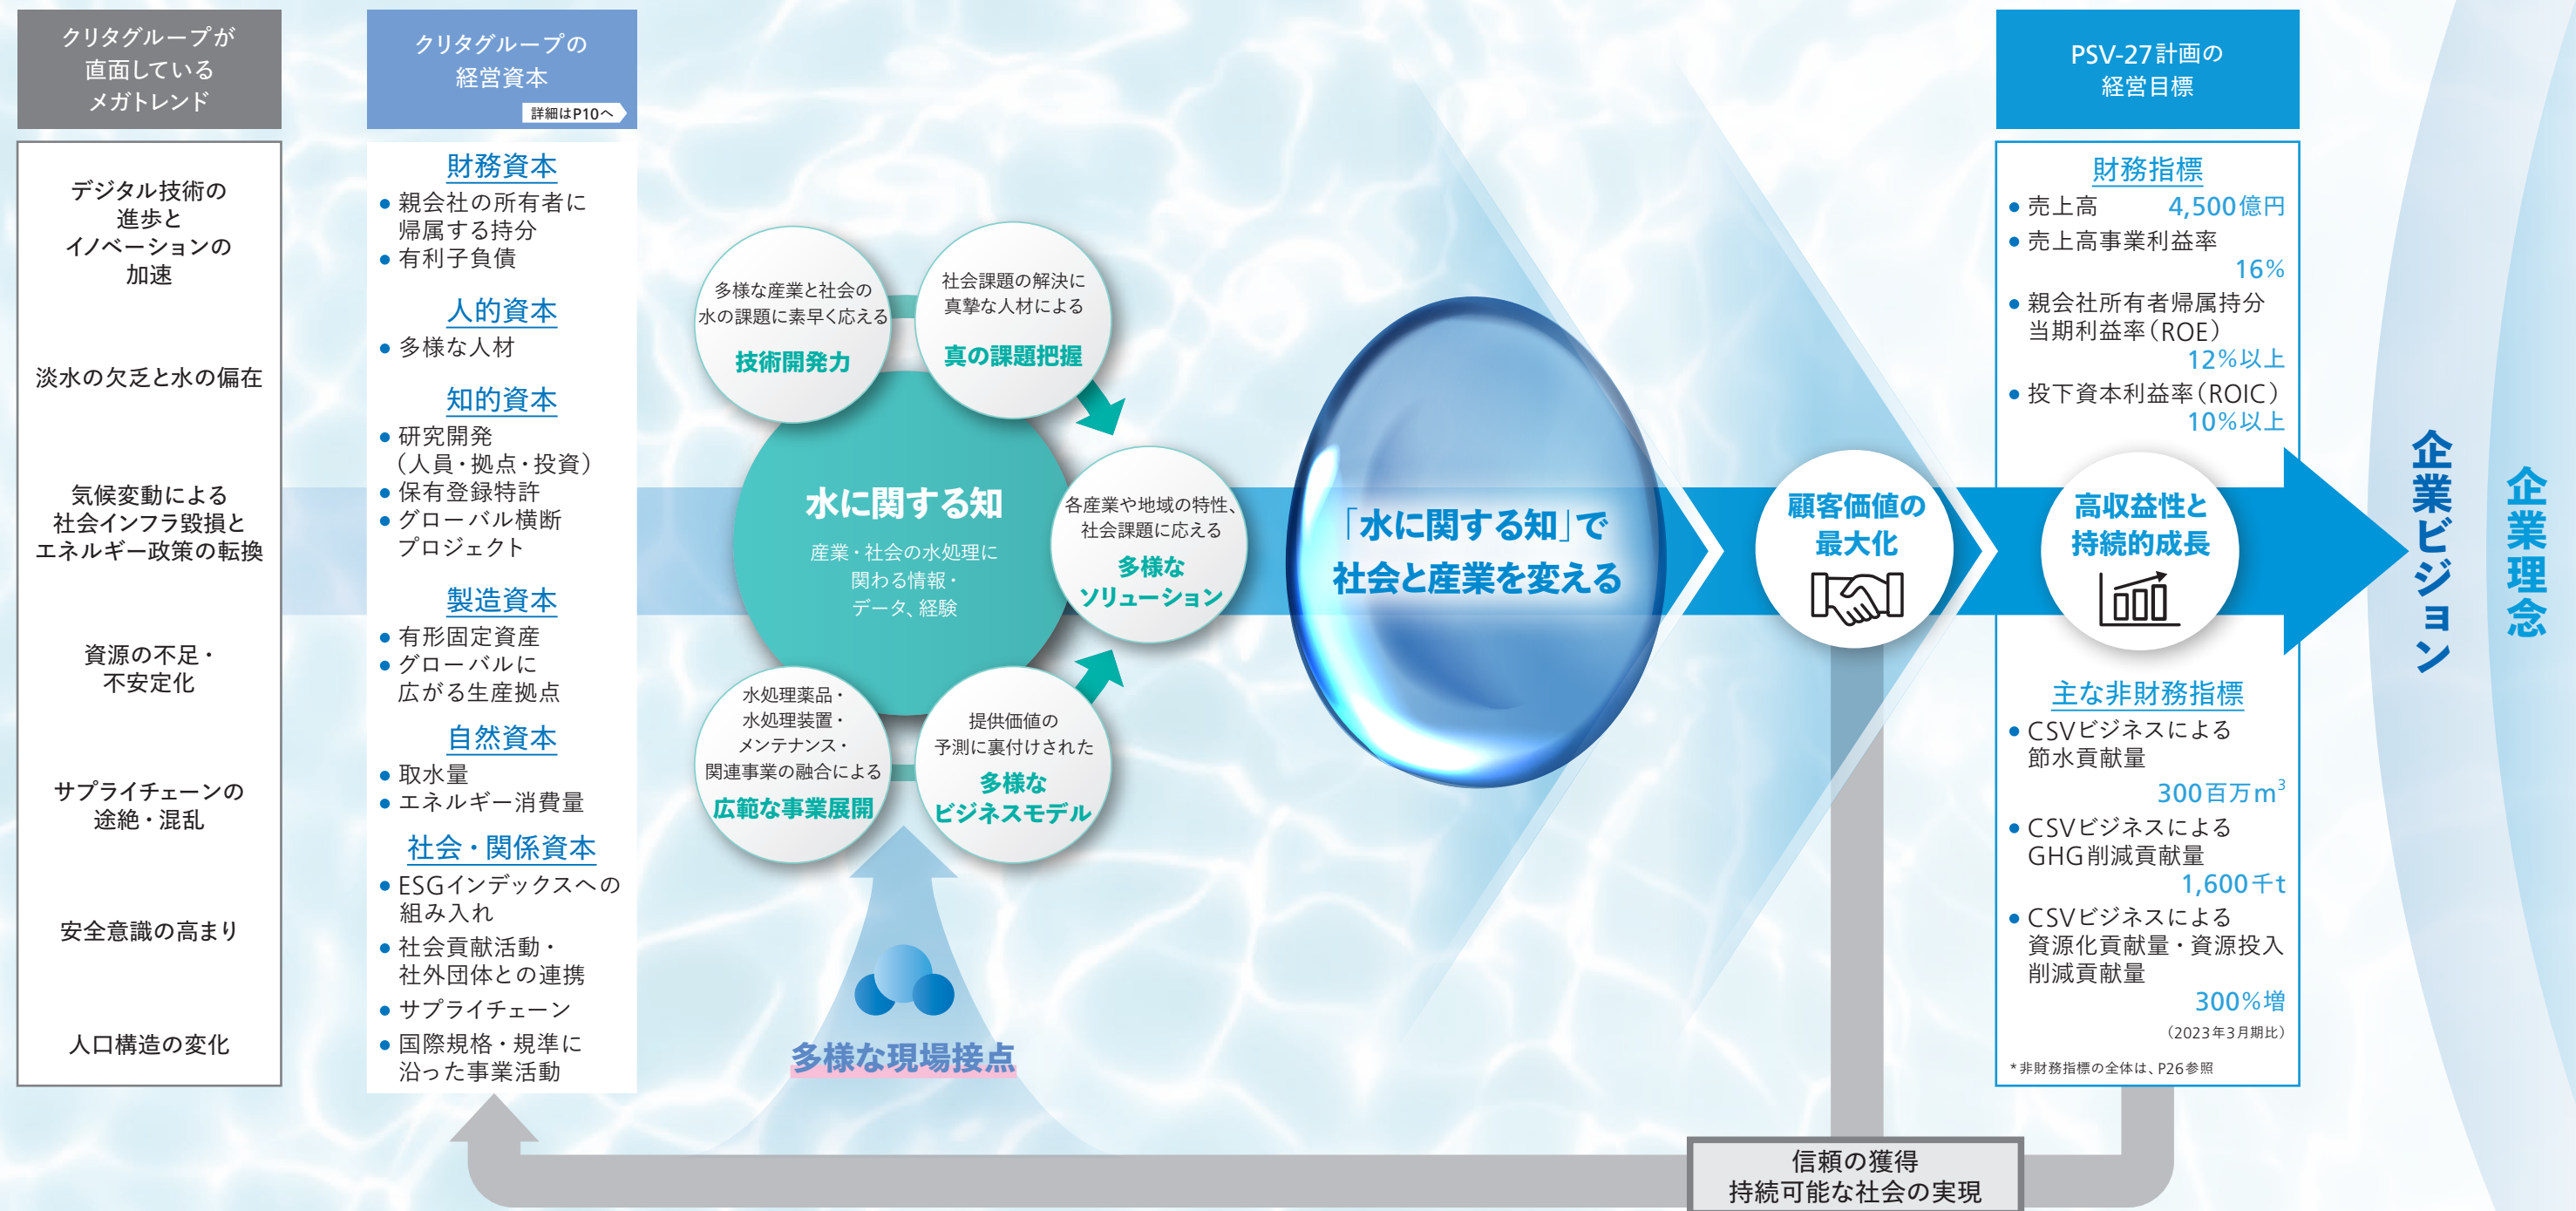 クリタグループが
直面している
メガトレンド
デジタル技術の
進歩と
イノベーションの
加速
淡水の欠乏と水の偏在
気候変動による
社会インフラ毀損と
エネルギー政策の転換
資源の不足・
不安定化
サプライチェーンの
途絶・混乱
安全意識の高まり
人口構造の変化
クリタグループの
経営資本
詳細はP10へ
財務資本
● 親会社の所有者に
帰属する持分
● 有利子負債
人的資本
● 多様な人材
知的資本
● 研究開発
（人員・拠点・投資）
● 保有登録特許
● グローバル横断
プロジェクト
製造資本
● 有形固定資産
● グローバルに
広がる生産拠点
自然資本
● 取水量
● エネルギー消費量
社会・関係資本
● ESGインデックスへの
組み入れ
● 社会貢献活動・
社外団体との連携
● サプライチェーン
● 国際規格・規準に
沿った事業活動
多様な産業と社会の
水の課題に素早く応える
技術開発力
社会課題の解決に
真摯な人材による
真の課題把握
水に関する知
産業・社会の水処理に
関わる情報・
データ、経験
各産業や地域の特性、
社会課題に応える
多様な
ソリューション
水処理薬品・
水処理装置・
メンテナンス・
関連事業の融合による
広範な事業展開
提供価値の
予測に裏付けされた
多様な
ビジネスモデル
多様な現場接点
「水に関する知」で
社会と産業を変える
顧客価値の
最大化
PSV-27計画の
経営目標
財務指標
● 売上高 4,500億円
● 売上高事業利益率
16%
● 親会社所有者帰属持分
当期利益率（ROE）
12%以上
● 投下資本利益率（ROIC）
10%以上
高収益性と
持続的成長
主な非財務指標
● CSVビジネスによる
節水貢献量
300百万m³
● CSVビジネスによる
GHG削減貢献量
1,600千t
● CSVビジネスによる
資源化貢献量・資源投入
削減貢献量
300%増
（2023年3月期比）
*非財務指標の全体は、P26参照
企業ビジョン
企業理念
信頼の獲得
持続可能な社会の実現